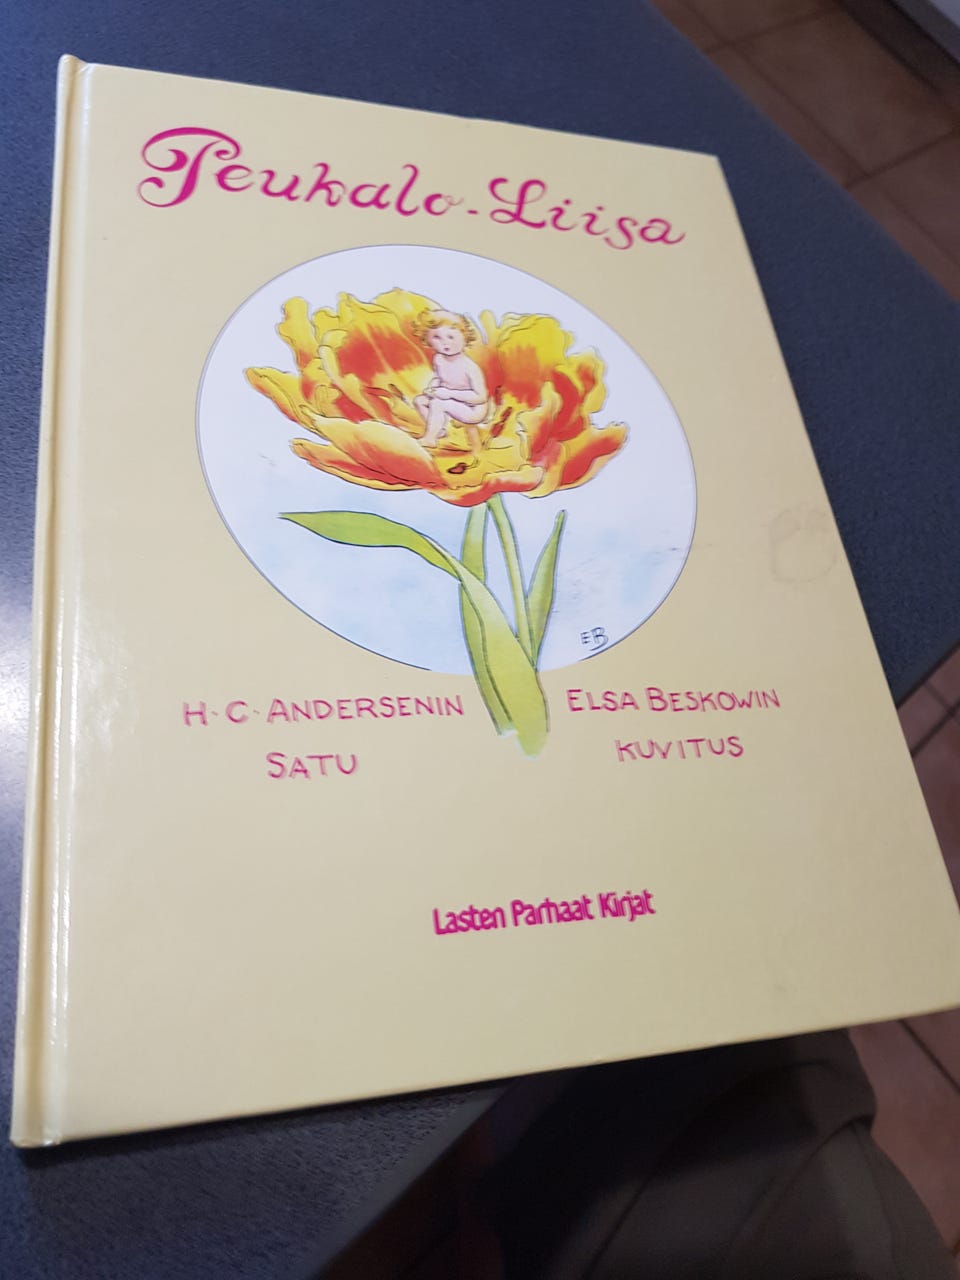 Peukalo-Liisa
EB
H·C·ANDERSENIN
SATU
ELSA BESKOWIN
KUVITUS
Lasten Parhaat Kirjat